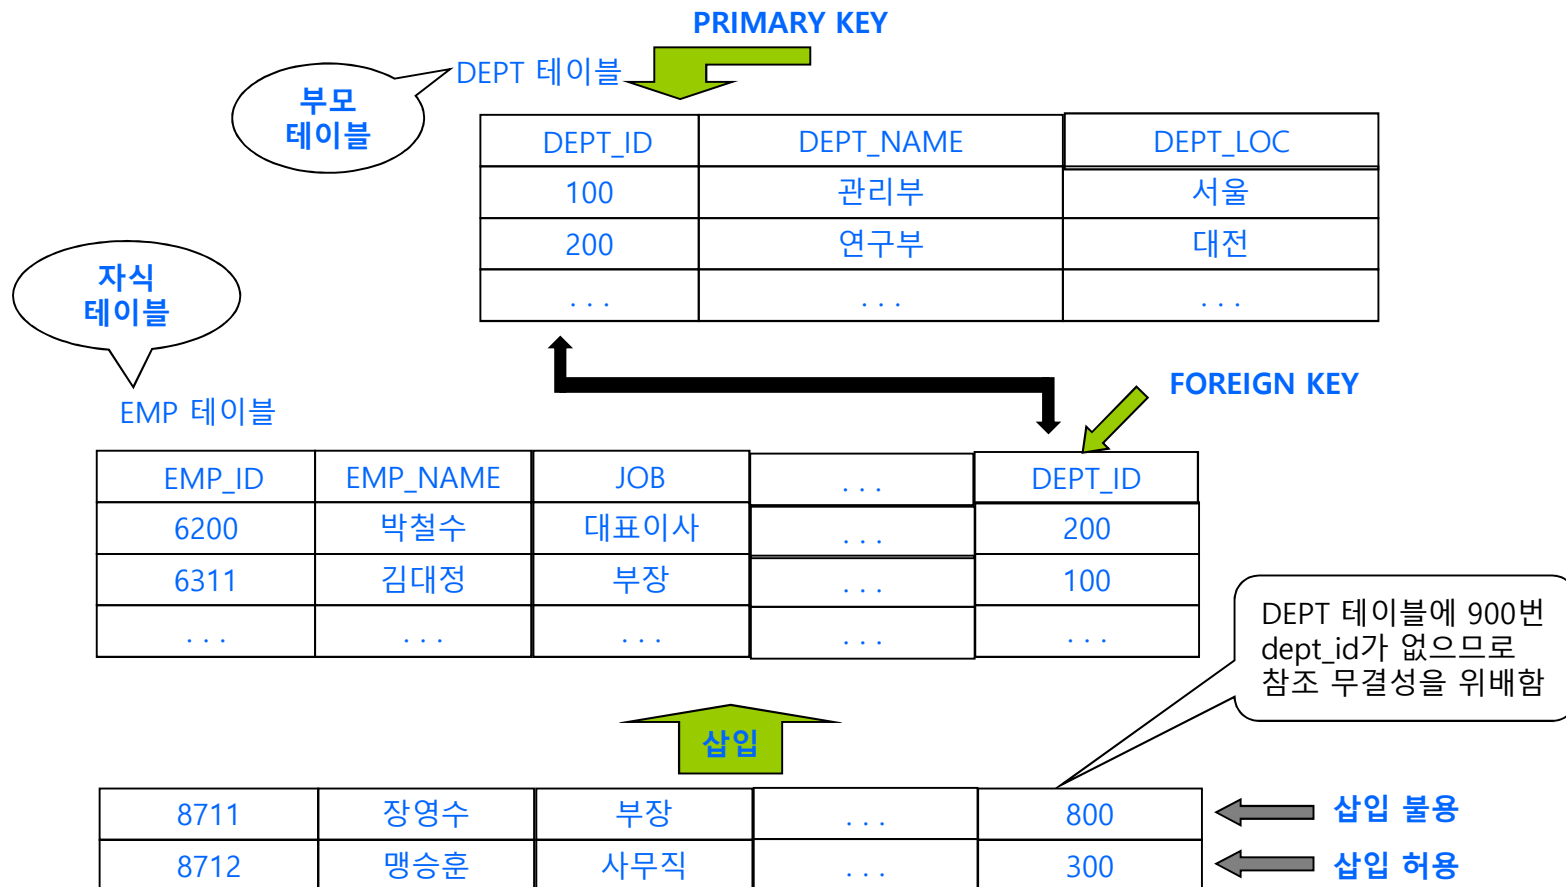 PRIMARY KEY
DEPT 테이블
부모
테이블
DEPT_ID DEPT_NAME DEPT_LOC
100 관리부 서울
200 연구부 대전
. . . . . . . . .
자식
테이블
EMP 테이블
FOREIGN KEY
EMP_ID EMP_NAME JOB . . . DEPT_ID
6200 박철수 대표이사 . . . 200
6311 김대정 부장 . . . 100
. . . . . . . . . . . . . . .
DEPT 테이블에 900번
dept_id가 없으므로
참조 무결성을 위배함
삽입
8711 장영수 부장 . . . 800 삽입 불용
8712 맹승훈 사무직 . . . 300 삽입 허용